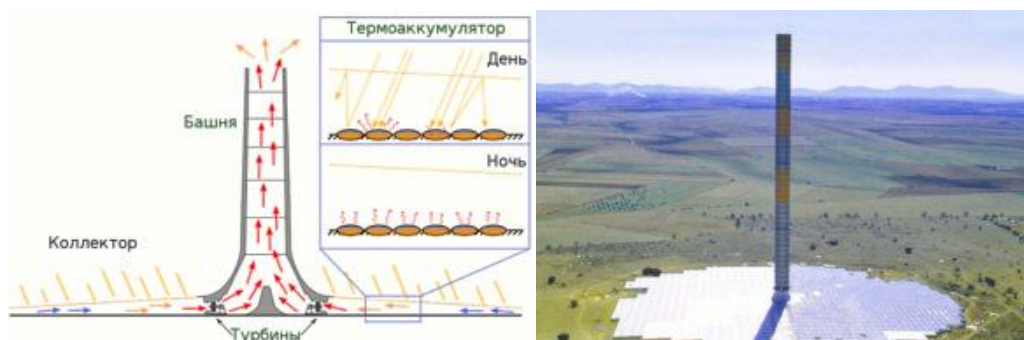 Термоаккумулятор
День
Башня
Ночь
Коллектор
Турбины